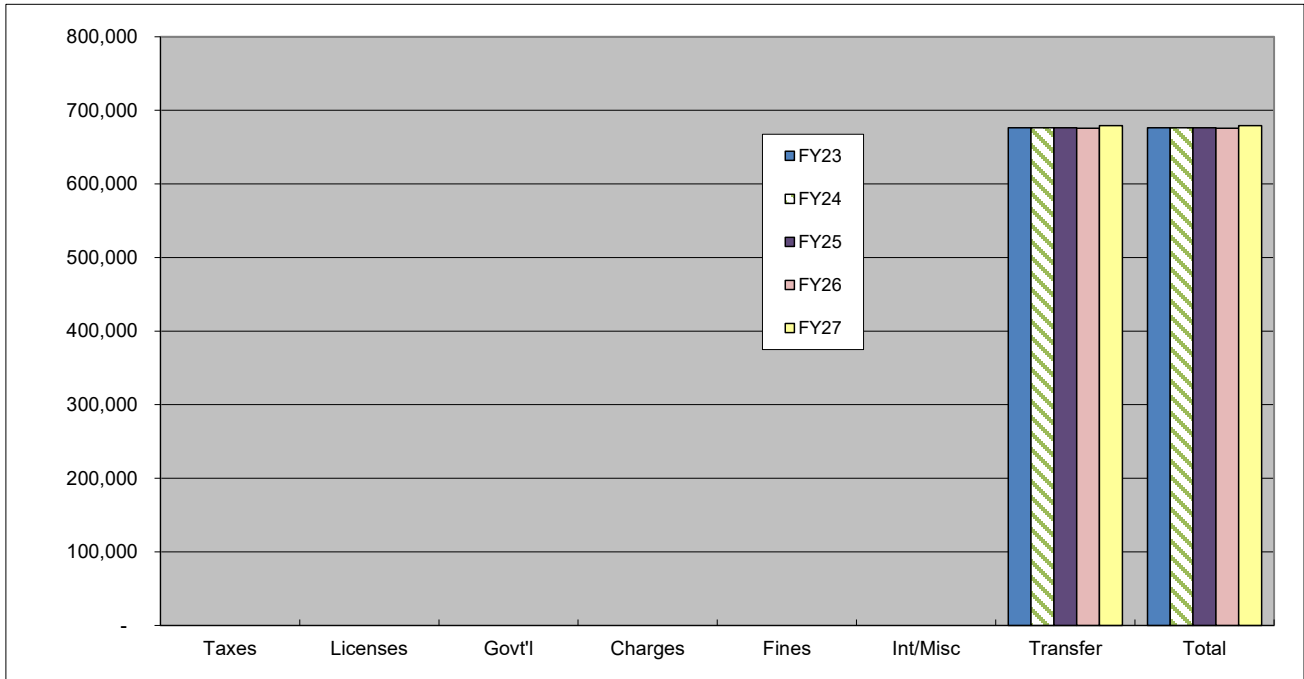 800,000
700,000
600,000
500,000
400,000
300,000
200,000
100,000
-
FY23
FY24
FY25
FY26
FY27
Taxes Licenses Govt'l Charges Fines Int/Misc Transfer Total